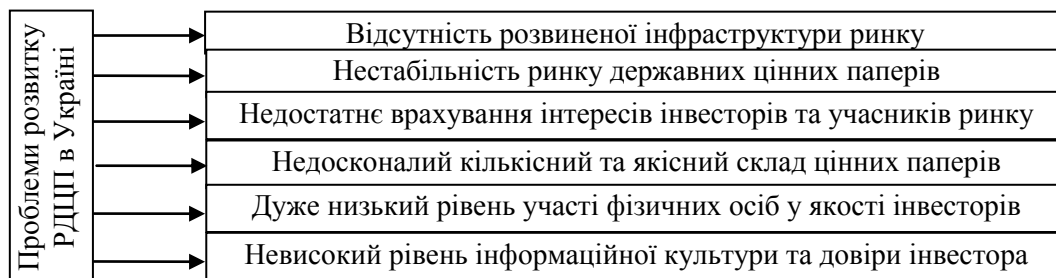 Проблеми розвитку
РДЦП в Україні
Відсутність розвиненої інфраструктури ринку
Нестабільність ринку державних цінних паперів
Недостатнє врахування інтересів інвесторів та учасників ринку
Недосконалий кількісний та якісний склад цінних паперів
Дуже низький рівень участі фізичних осіб у якості інвесторів
Невисокий рівень інформаційної культури та довіри інвестора